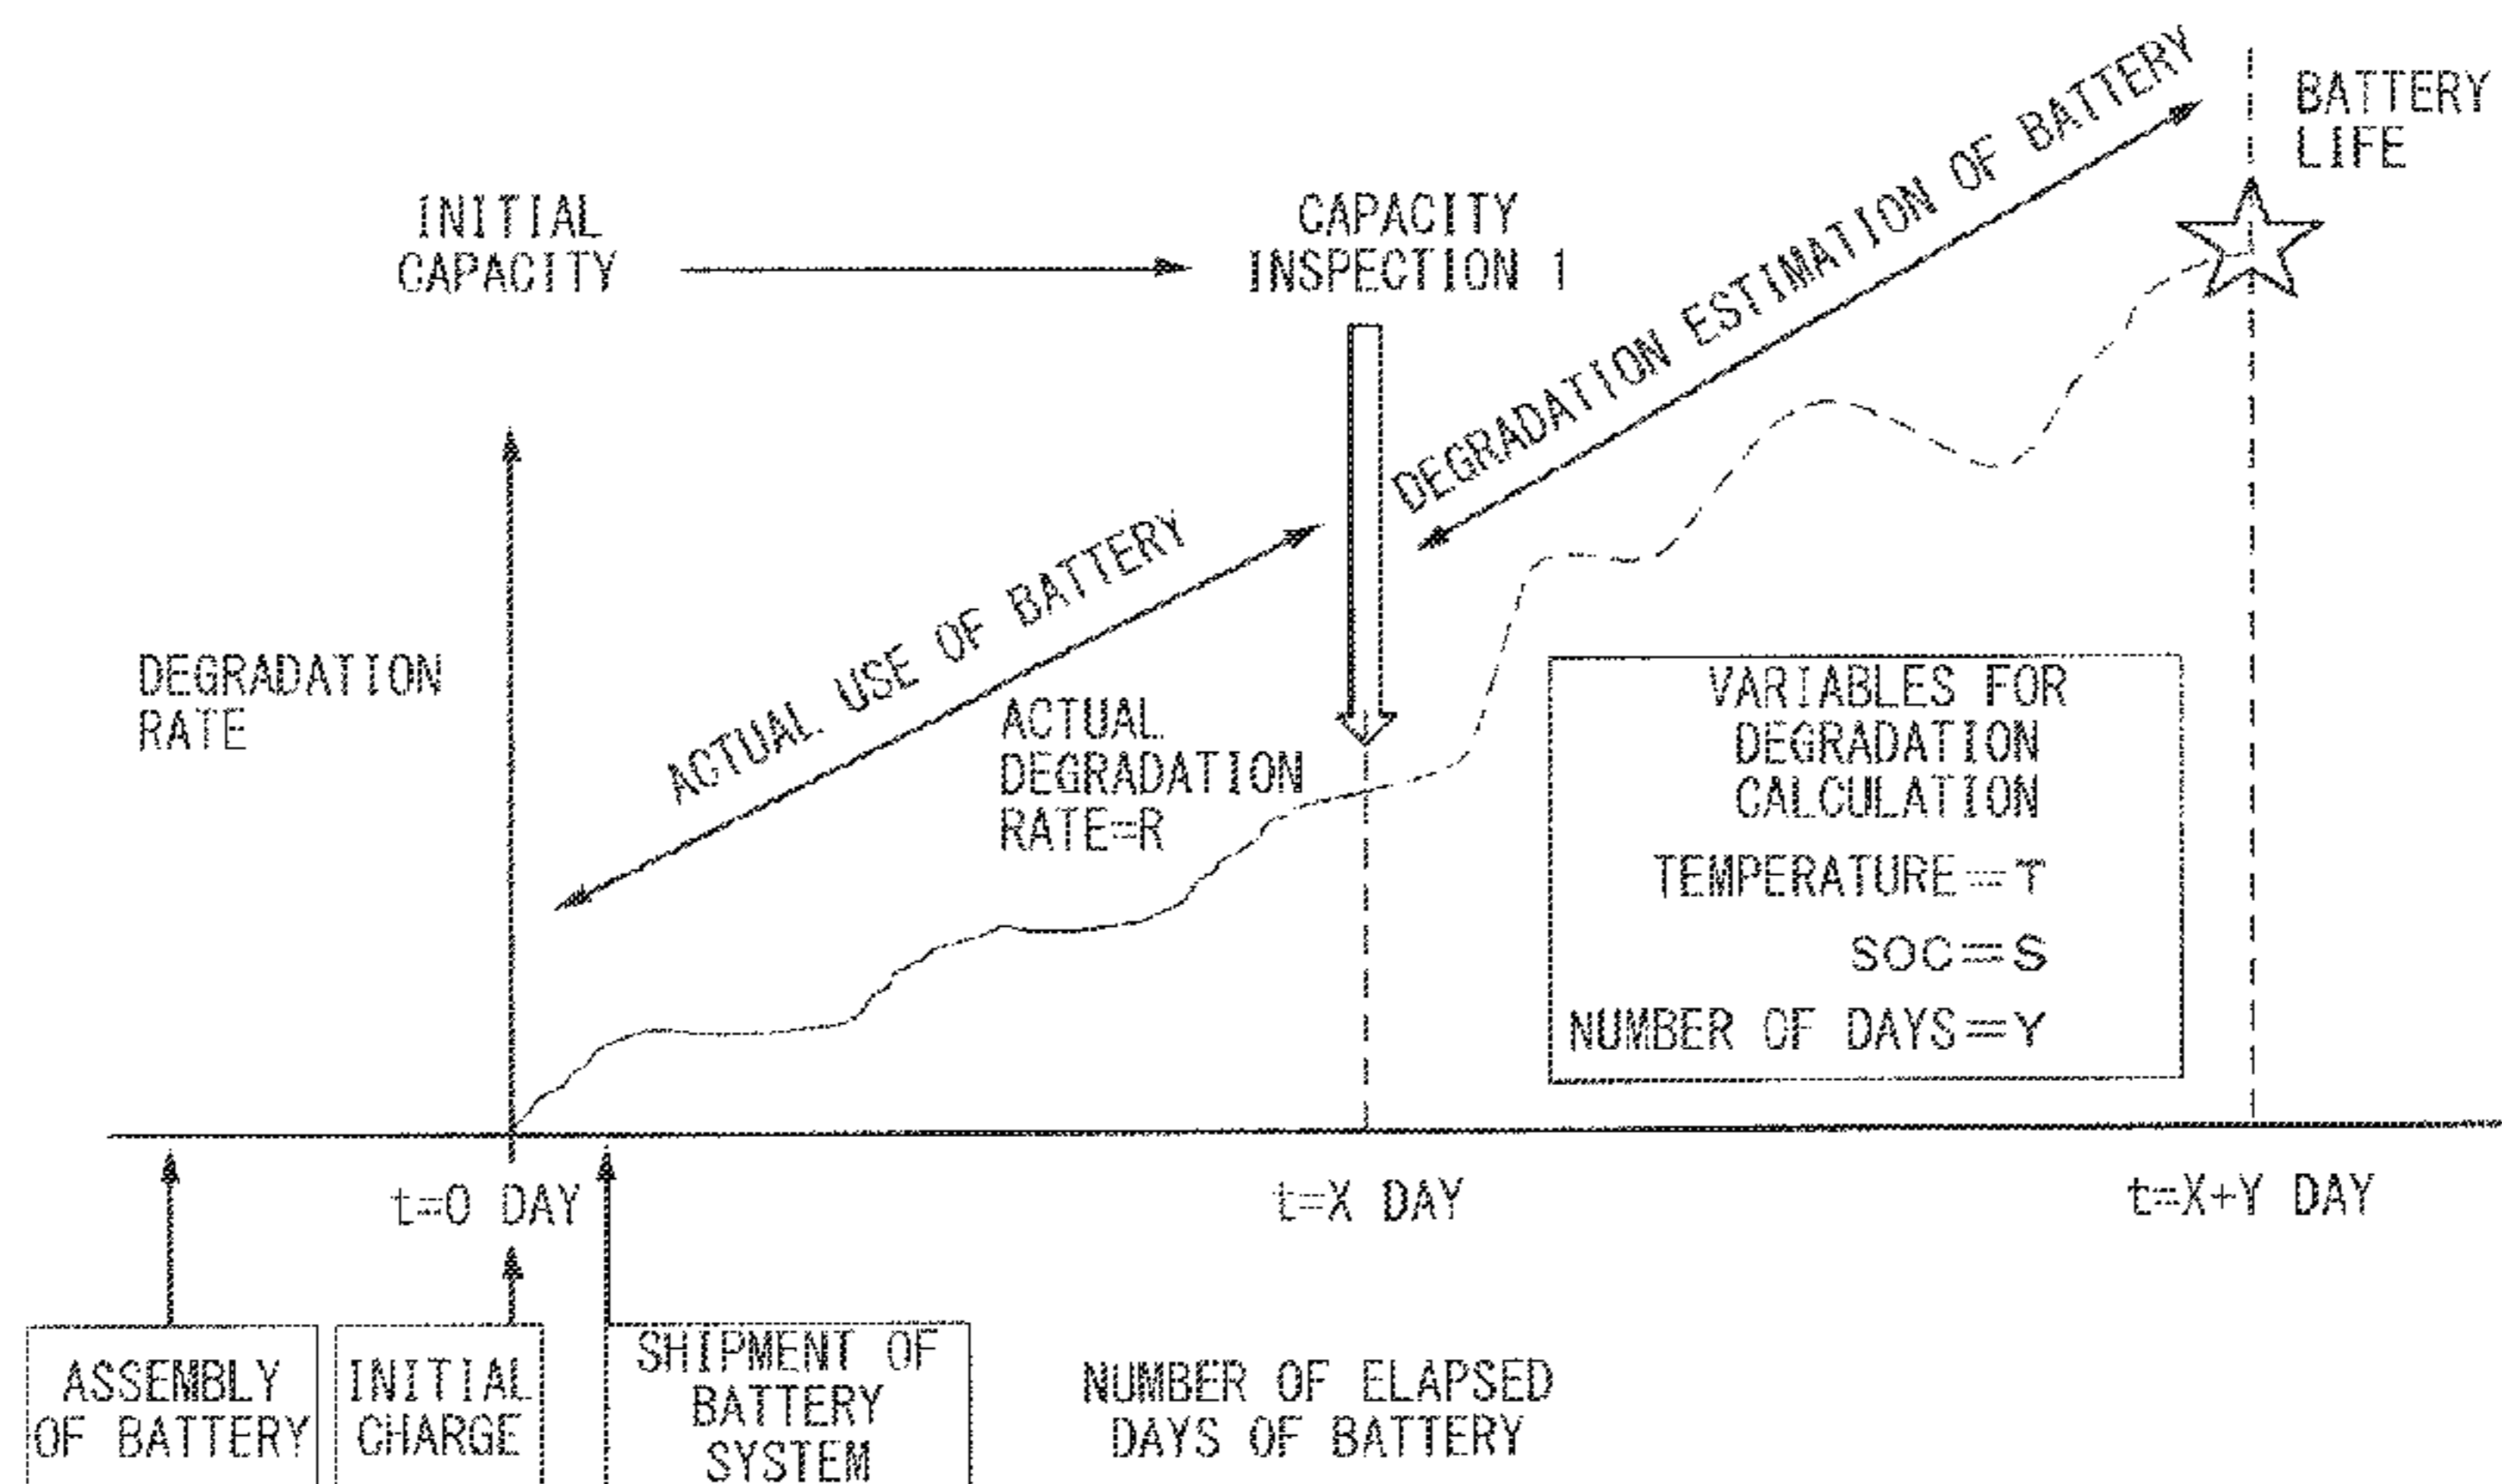 BATTERY
LIFE
INITIAL
CAPACITY
CAPACITY
INSPECTION 1
DEGRADATION ESTIMATION OF BATTERY
ACTUAL USE OF BATTERY
DEGRADATION
RATE
ACTUAL
DEGRADATION
RATE=R
VARIABLES FOR
DEGRADATION
CALCULATION
TEMPERATURE=T
SOC=S
NUMBER OF DAYS=Y
t=0 DAY
t=X DAY
t=X+Y DAY
ASSEMBLY
OF BATTERY
INITIAL
CHARGE
SHIPMENT OF
BATTERY
SYSTEM
NUMBER OF ELAPSED
DAYS OF BATTERY